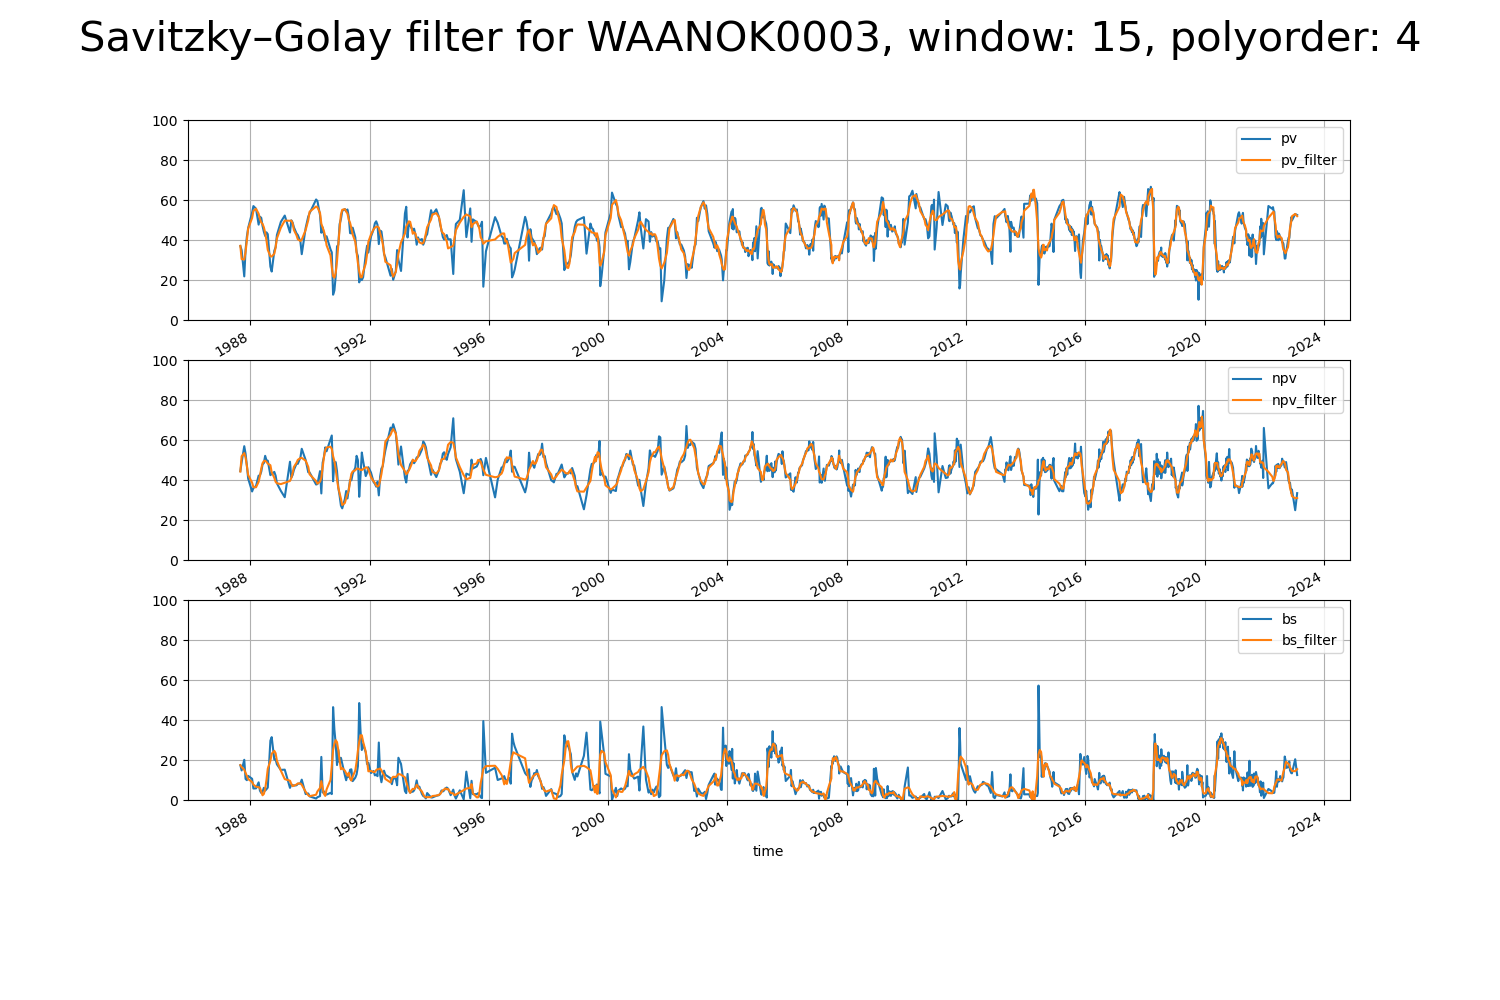 Savitzky–Golay filter for WAANOK0003, window: 15, polyorder: 4
100
80
60
40
20
0
pv
pv_filter
1988 1992 1996 2000 2004 2008 2012 2016 2020 2024
100
80
60
40
20
0
npv
npv_filter
1988 1992 1996 2000 2004 2008 2012 2016 2020 2024
100
80
60
40
20
0
bs
bs_filter
1988 1992 1996 2000 2004 2008 2012 2016 2020 2024
time